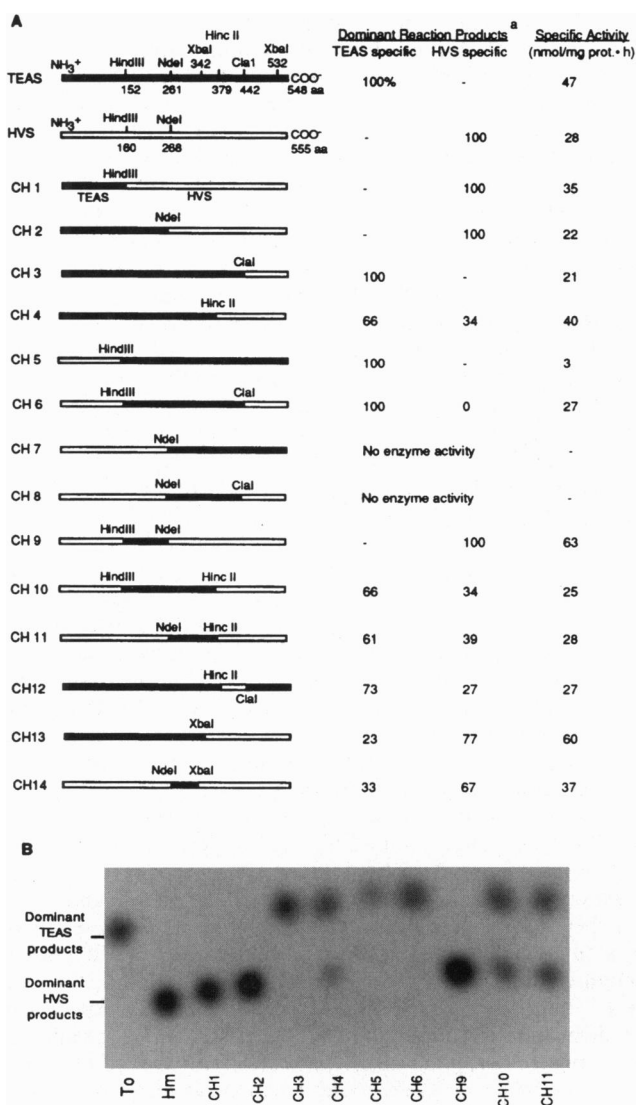 A
Dominant Reaction Products a
Specific Activity
TEAS specific HVS specific (nmol/mg prot.• h)
Hinc II
XbaI XbaI
NH₃⁺ HindIII NdeI 342 Cla1 532
TEAS COO⁻ 100% - 47
152 261 379 442 548 aa
NH₃⁺ HindIII NdeI
HVS COO⁻ - 100 28
160 268 555 aa
HindIII
CH 1 - 100 35
TEAS HVS
NdeI
CH 2 - 100 22
ClaI
CH 3 100 - 21
Hinc II
CH 4 66 34 40
HindIII
CH 5 100 - 3
HindIII ClaI
CH 6 100 0 27
NdeI
CH 7 No enzyme activity -
NdeI ClaI
CH 8 No enzyme activity -
HindIII NdeI
CH 9 - 100 63
HindIII Hinc II
CH 10 66 34 25
NdeI Hinc II
CH 11 61 39 28
Hinc II
CH12 73 27 27
ClaI
XbaI
CH13 23 77 60
NdeI XbaI
CH14 33 67 37
B
Dominant
TEAS
products
Dominant
HVS
products
To Hm CH1 CH2 CH3 CH4 CH5 CH6 CH9 CH10 CH11